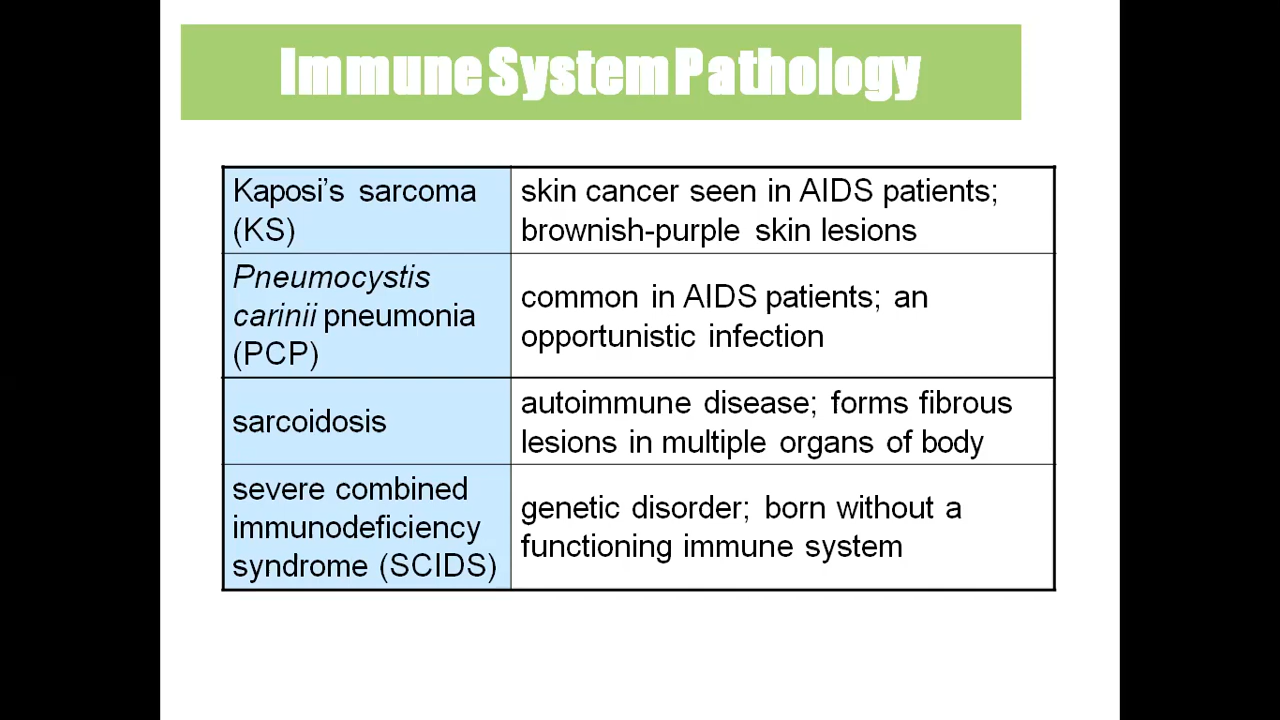 Immune System Pathology
Kaposi’s sarcoma
(KS)
skin cancer seen in AIDS patients;
brownish-purple skin lesions
Pneumocystis
carinii pneumonia
(PCP)
common in AIDS patients; an
opportunistic infection
sarcoidosis
autoimmune disease; forms fibrous
lesions in multiple organs of body
severe combined
immunodeficiency
syndrome (SCIDS)
genetic disorder; born without a
functioning immune system